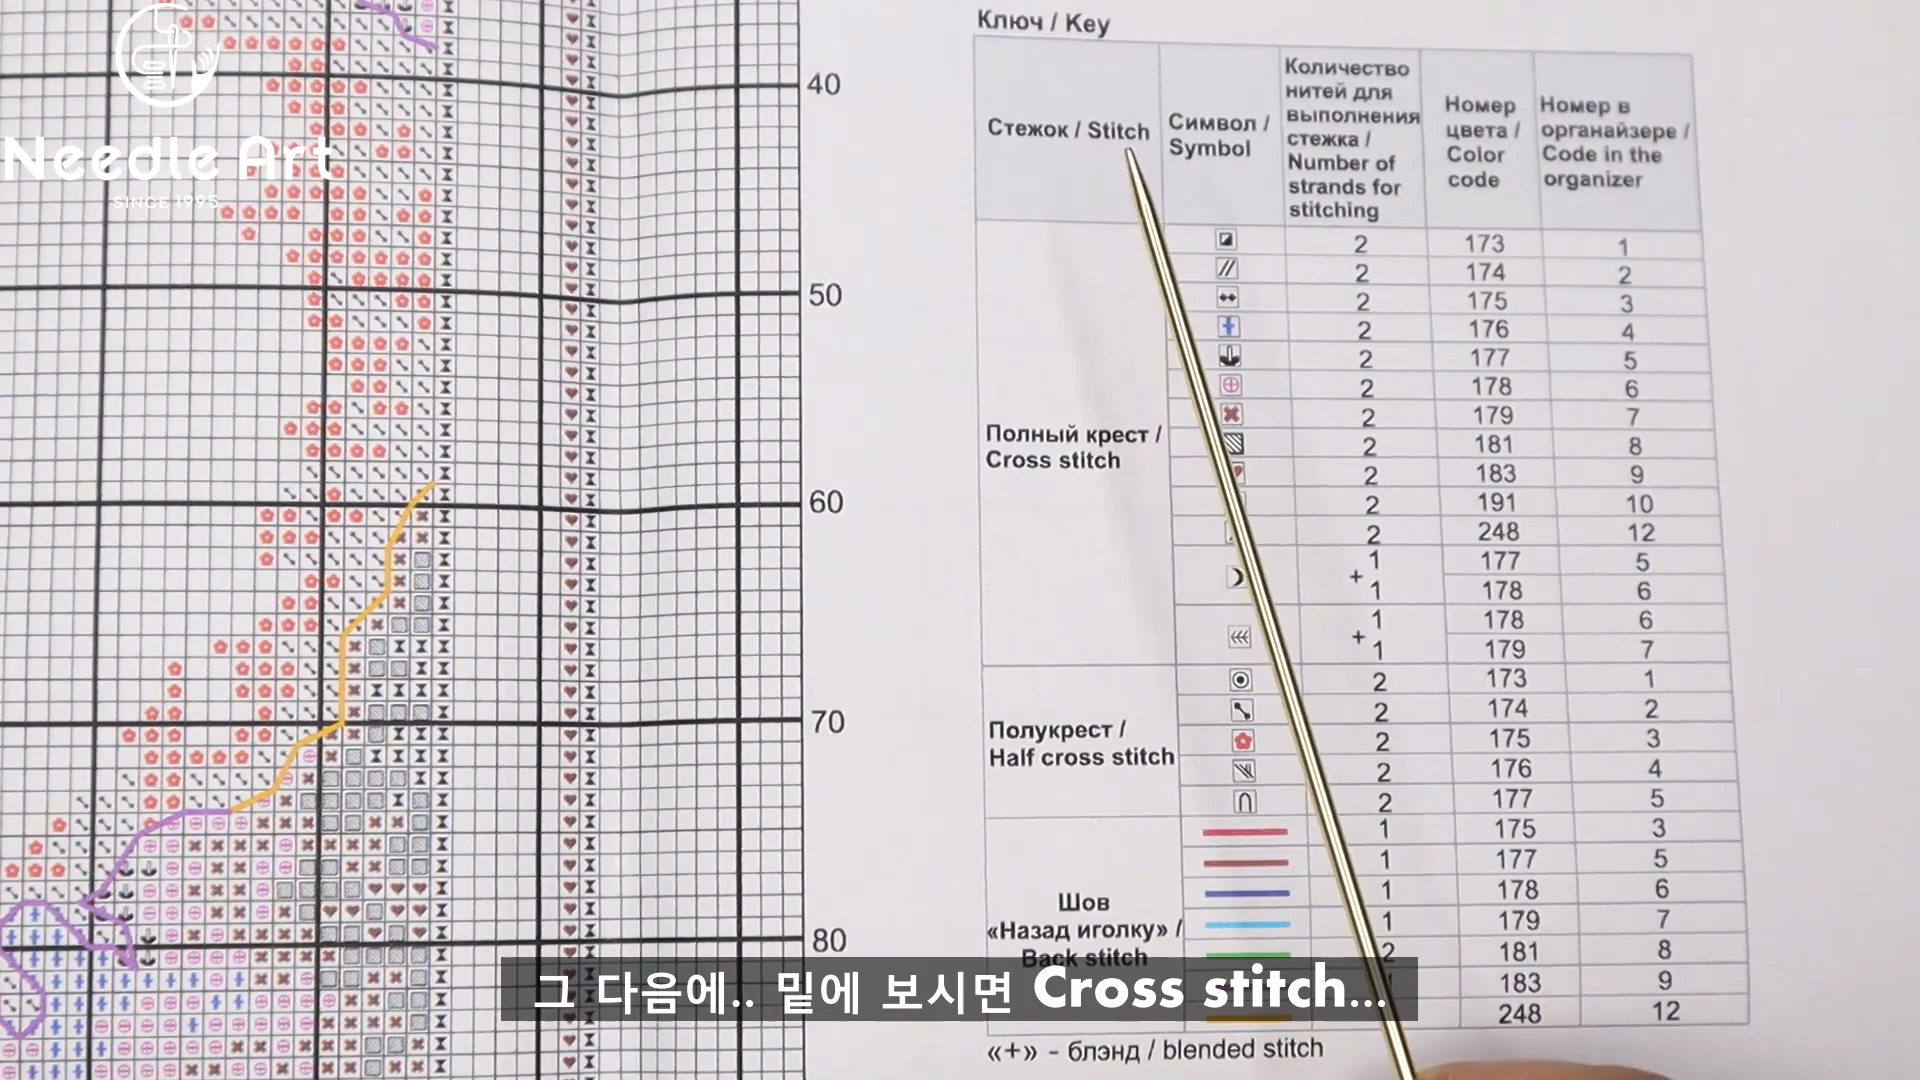 Needle Art
SINCE 1995
40
50
60
70
80
Ключ / Key
Стежок / Stitch
Символ /
Symbol
Количество
нитей для
выполнения
стежка /
Number of
strands for
stitching
Номер
цвета /
Color
code
Номер в
органайзере /
Code in the
organizer
Полный крест /
Cross stitch
2 173 1
2 174 2
2 175 3
2 176 4
2 177 5
2 178 6
2 179 7
2 181 8
2 183 9
2 191 10
2 248 12
+ 1 177 5
1 178 6
+ 1 178 6
1 179 7
Полукрест /
Half cross stitch
2 173 1
2 174 2
2 175 3
2 176 4
2 177 5
Шов
«Назад иголку» /
Back stitch
1 175 3
1 177 5
1 178 6
1 179 7
2 181 8
183 9
248 12
«+» - блэнд / blended stitch
그 다음에.. 밑에 보시면 Cross stitch...